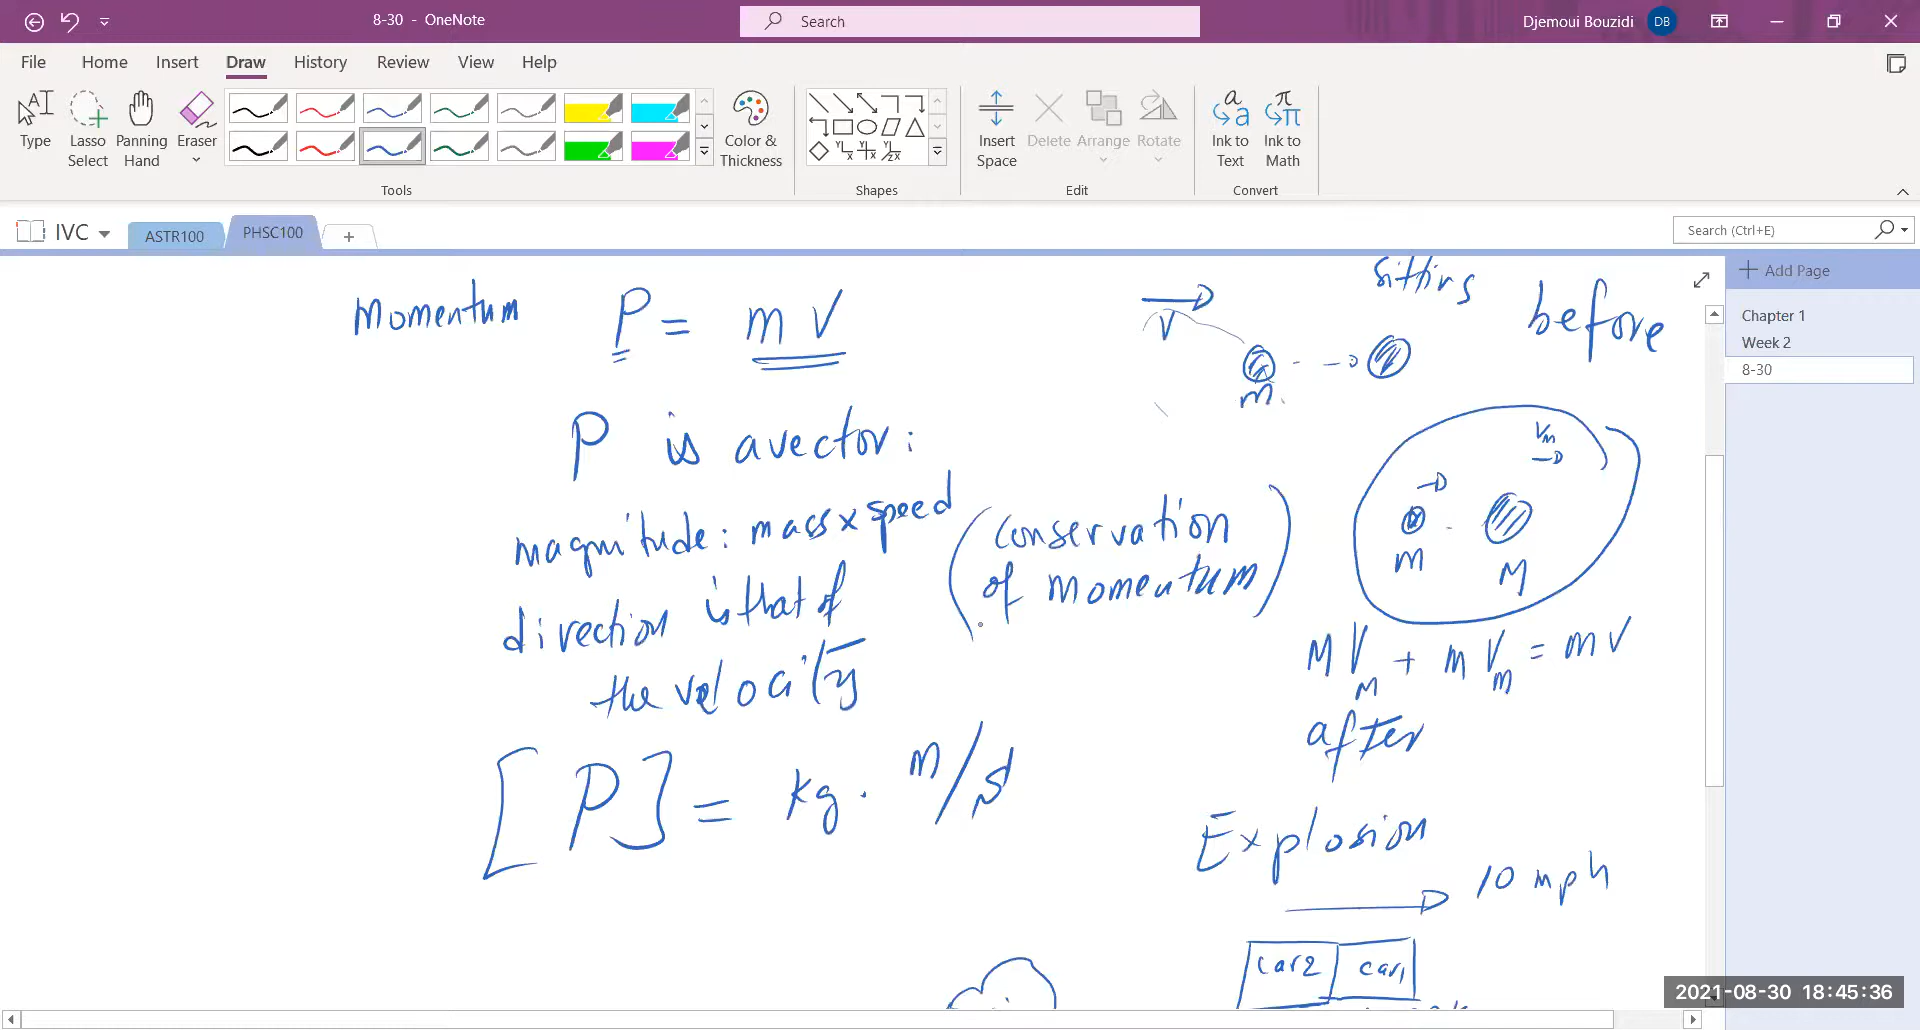 8-30 - OneNote
Search
Djemoui Bouzidi
DB
File Home Insert Draw History Review View Help
Type
Lasso Select
Panning Hand
Eraser
Color & Thickness
Insert Space
Delete
Arrange
Rotate
Ink to Text
Ink to Math
Tools
Shapes
Edit
Convert
IVC
ASTR100
PHSC100
Search (Ctrl+E)
Add Page
Chapter 1
Week 2
8-30
Momentum P = m V
P is a vector :
magnitude : mass x speed
direction is that of
the velocity
[P] = kg . m/s
(conservation
of momentum)
V
sitting
before
m
Vm
m
M
M V_M + m V_m = m V
after
Explosion
10 mph
car2 car1
2021-08-30 18:45:36